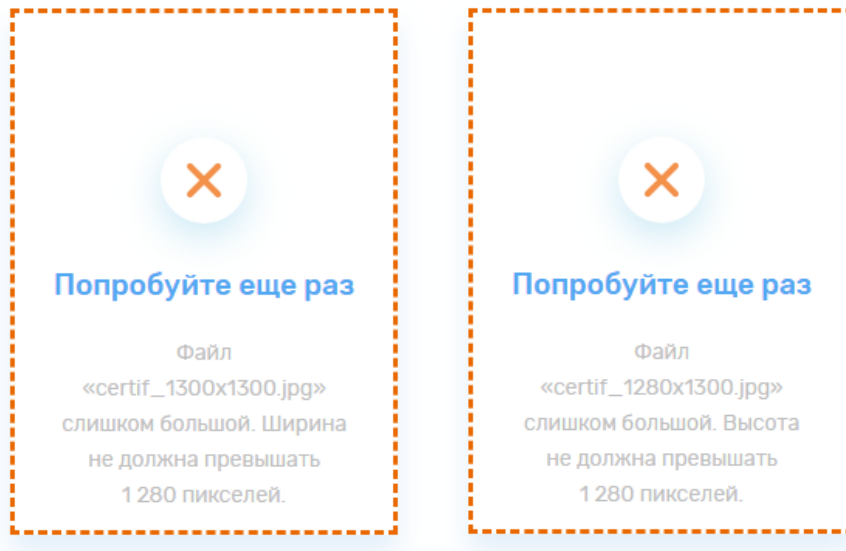 Попробуйте еще раз
Файл
«certif_1300x1300.jpg»
слишком большой. Ширина
не должна превышать
1 280 пикселей.
Попробуйте еще раз
Файл
«certif_1280x1300.jpg»
слишком большой. Высота
не должна превышать
1 280 пикселей.